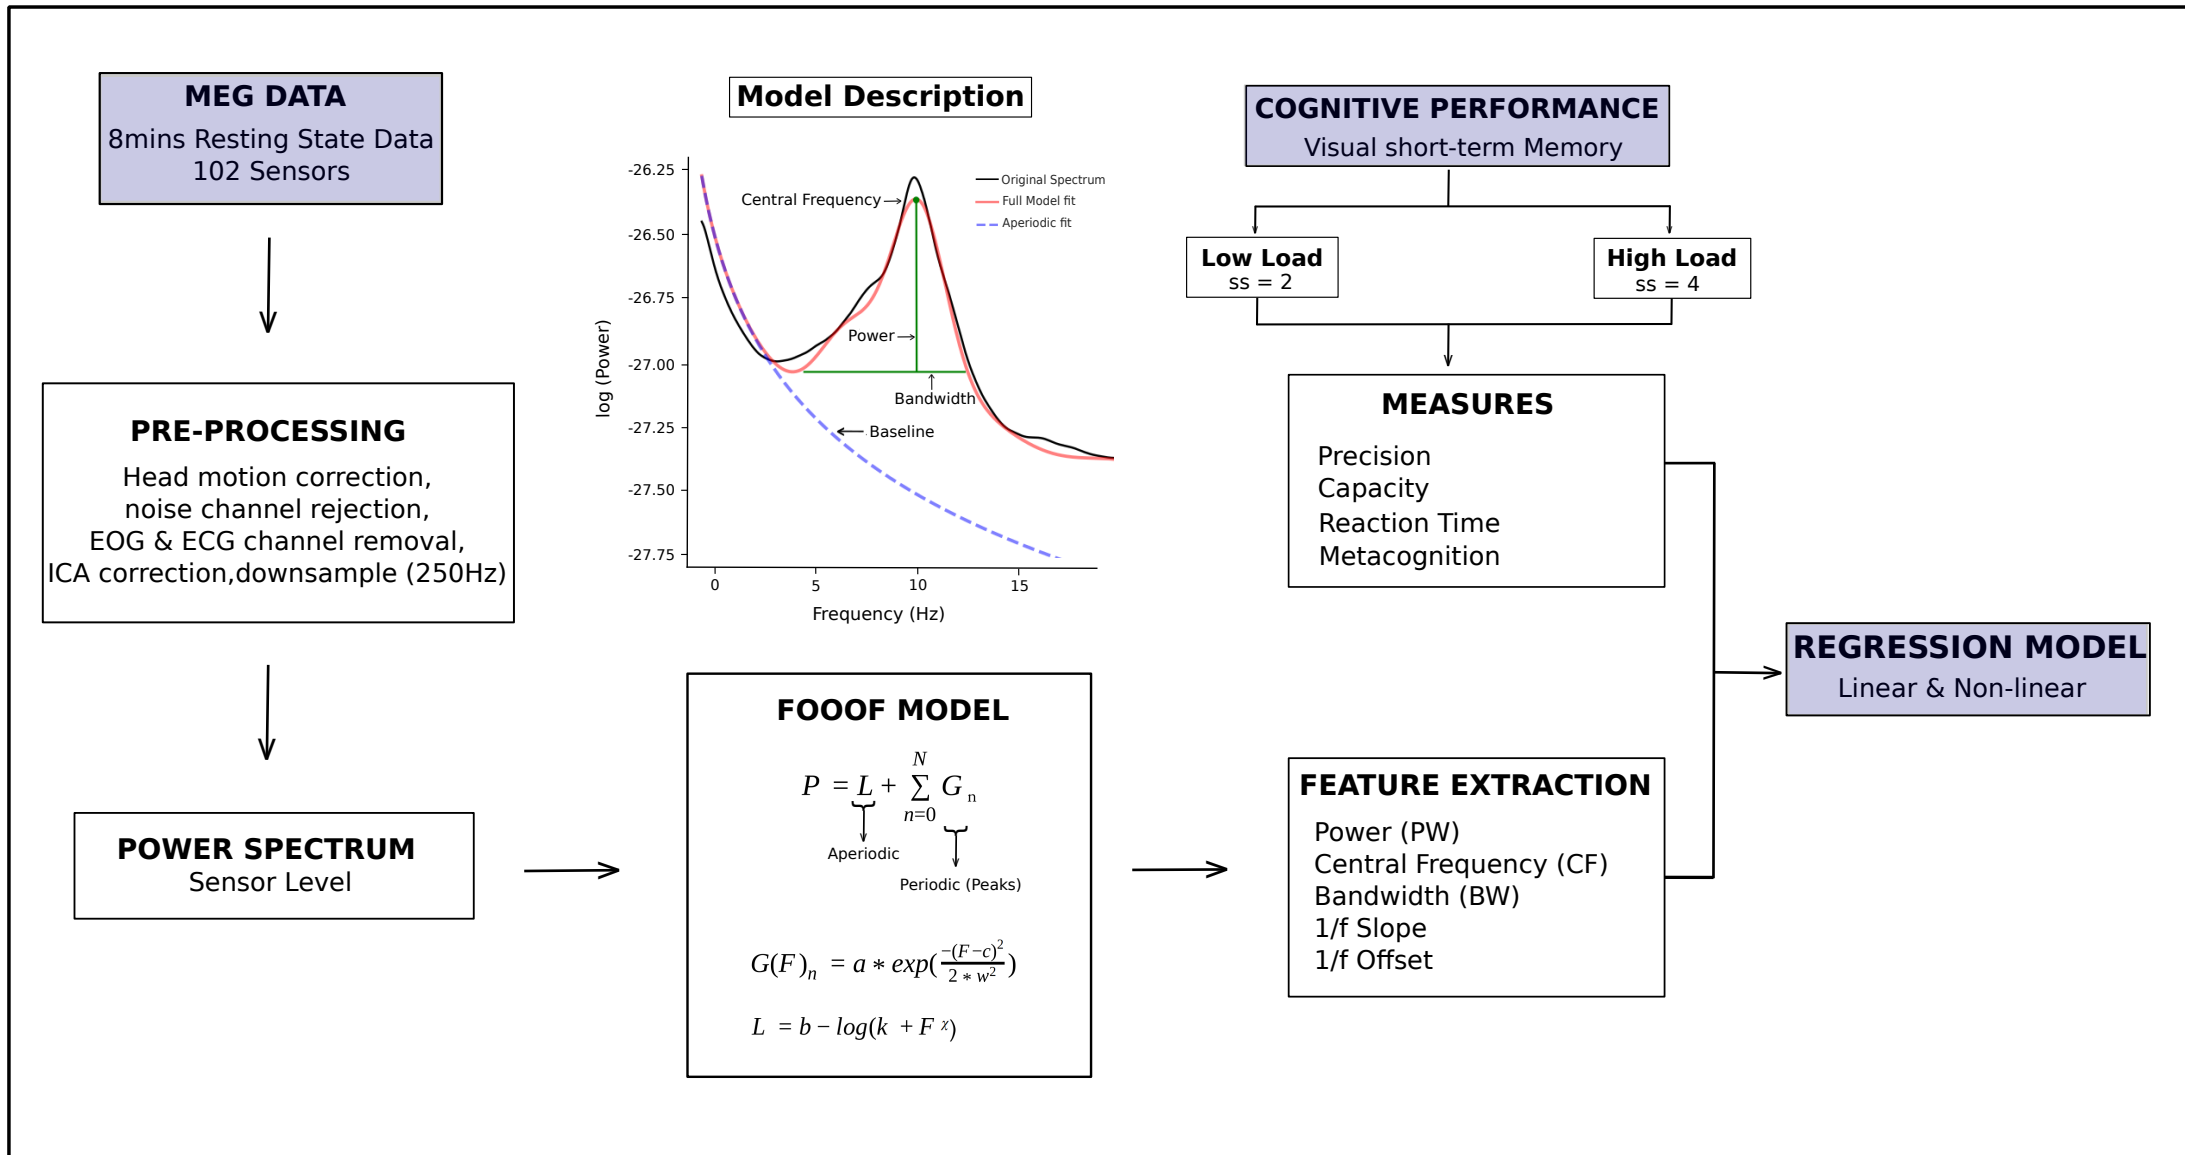 MEG DATA
8mins Resting State Data
102 Sensors
PRE-PROCESSING
Head motion correction,
noise channel rejection,
EOG & ECG channel removal,
ICA correction,downsample (250Hz)
POWER SPECTRUM
Sensor Level
Model Description
-26.25
-26.50
-26.75
-27.00
-27.25
-27.50
-27.75
log (Power)
0 5 10 15
Frequency (Hz)
Original Spectrum
Full Model fit
Aperiodic fit
Central Frequency
Power
Bandwidth
Baseline
FOOOF MODEL
P = L + ∑_{n=0}^{N} G_n
Aperiodic
Periodic (Peaks)
G(F)_n = a * exp(\frac{-(F-c)^2}{2 * w^2})
L = b − log(k + F^χ)
COGNITIVE PERFORMANCE
Visual short-term Memory
Low Load
ss = 2
High Load
ss = 4
MEASURES
Precision
Capacity
Reaction Time
Metacognition
FEATURE EXTRACTION
Power (PW)
Central Frequency (CF)
Bandwidth (BW)
1/f Slope
1/f Offset
REGRESSION MODEL
Linear & Non-linear